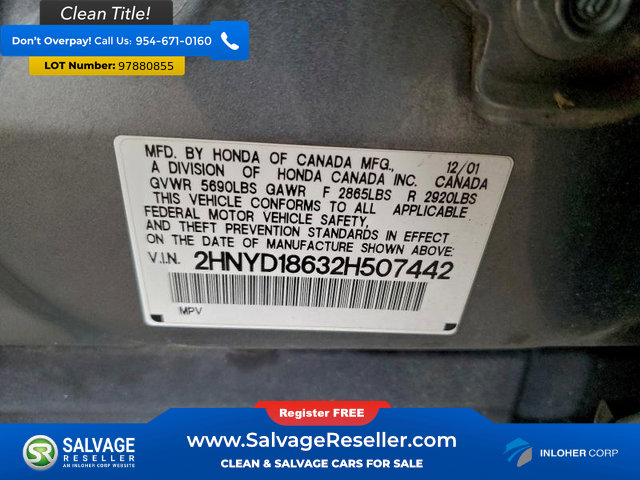 Clean Title!
Don't Overpay! Call Us: 954-671-0160
LOT Number: 97880855
MFD. BY HONDA OF CANADA MFG., 12/01
A DIVISION OF HONDA CANADA INC. CANADA
GVWR 5690LBS GAWR F 2865LBS R 2920LBS
THIS VEHICLE CONFORMS TO ALL APPLICABLE
FEDERAL MOTOR VEHICLE SAFETY,
AND THEFT PREVENTION STANDARDS IN EFFECT
ON THE DATE OF MANUFACTURE SHOWN ABOVE.
V.I.N. 2HNYD18632H507442
MPV
Register FREE
SALVAGE
RESELLER
AN INLOHER CORP WEBSITE
www.SalvageReseller.com
CLEAN & SALVAGE CARS FOR SALE
INLOHER CORP